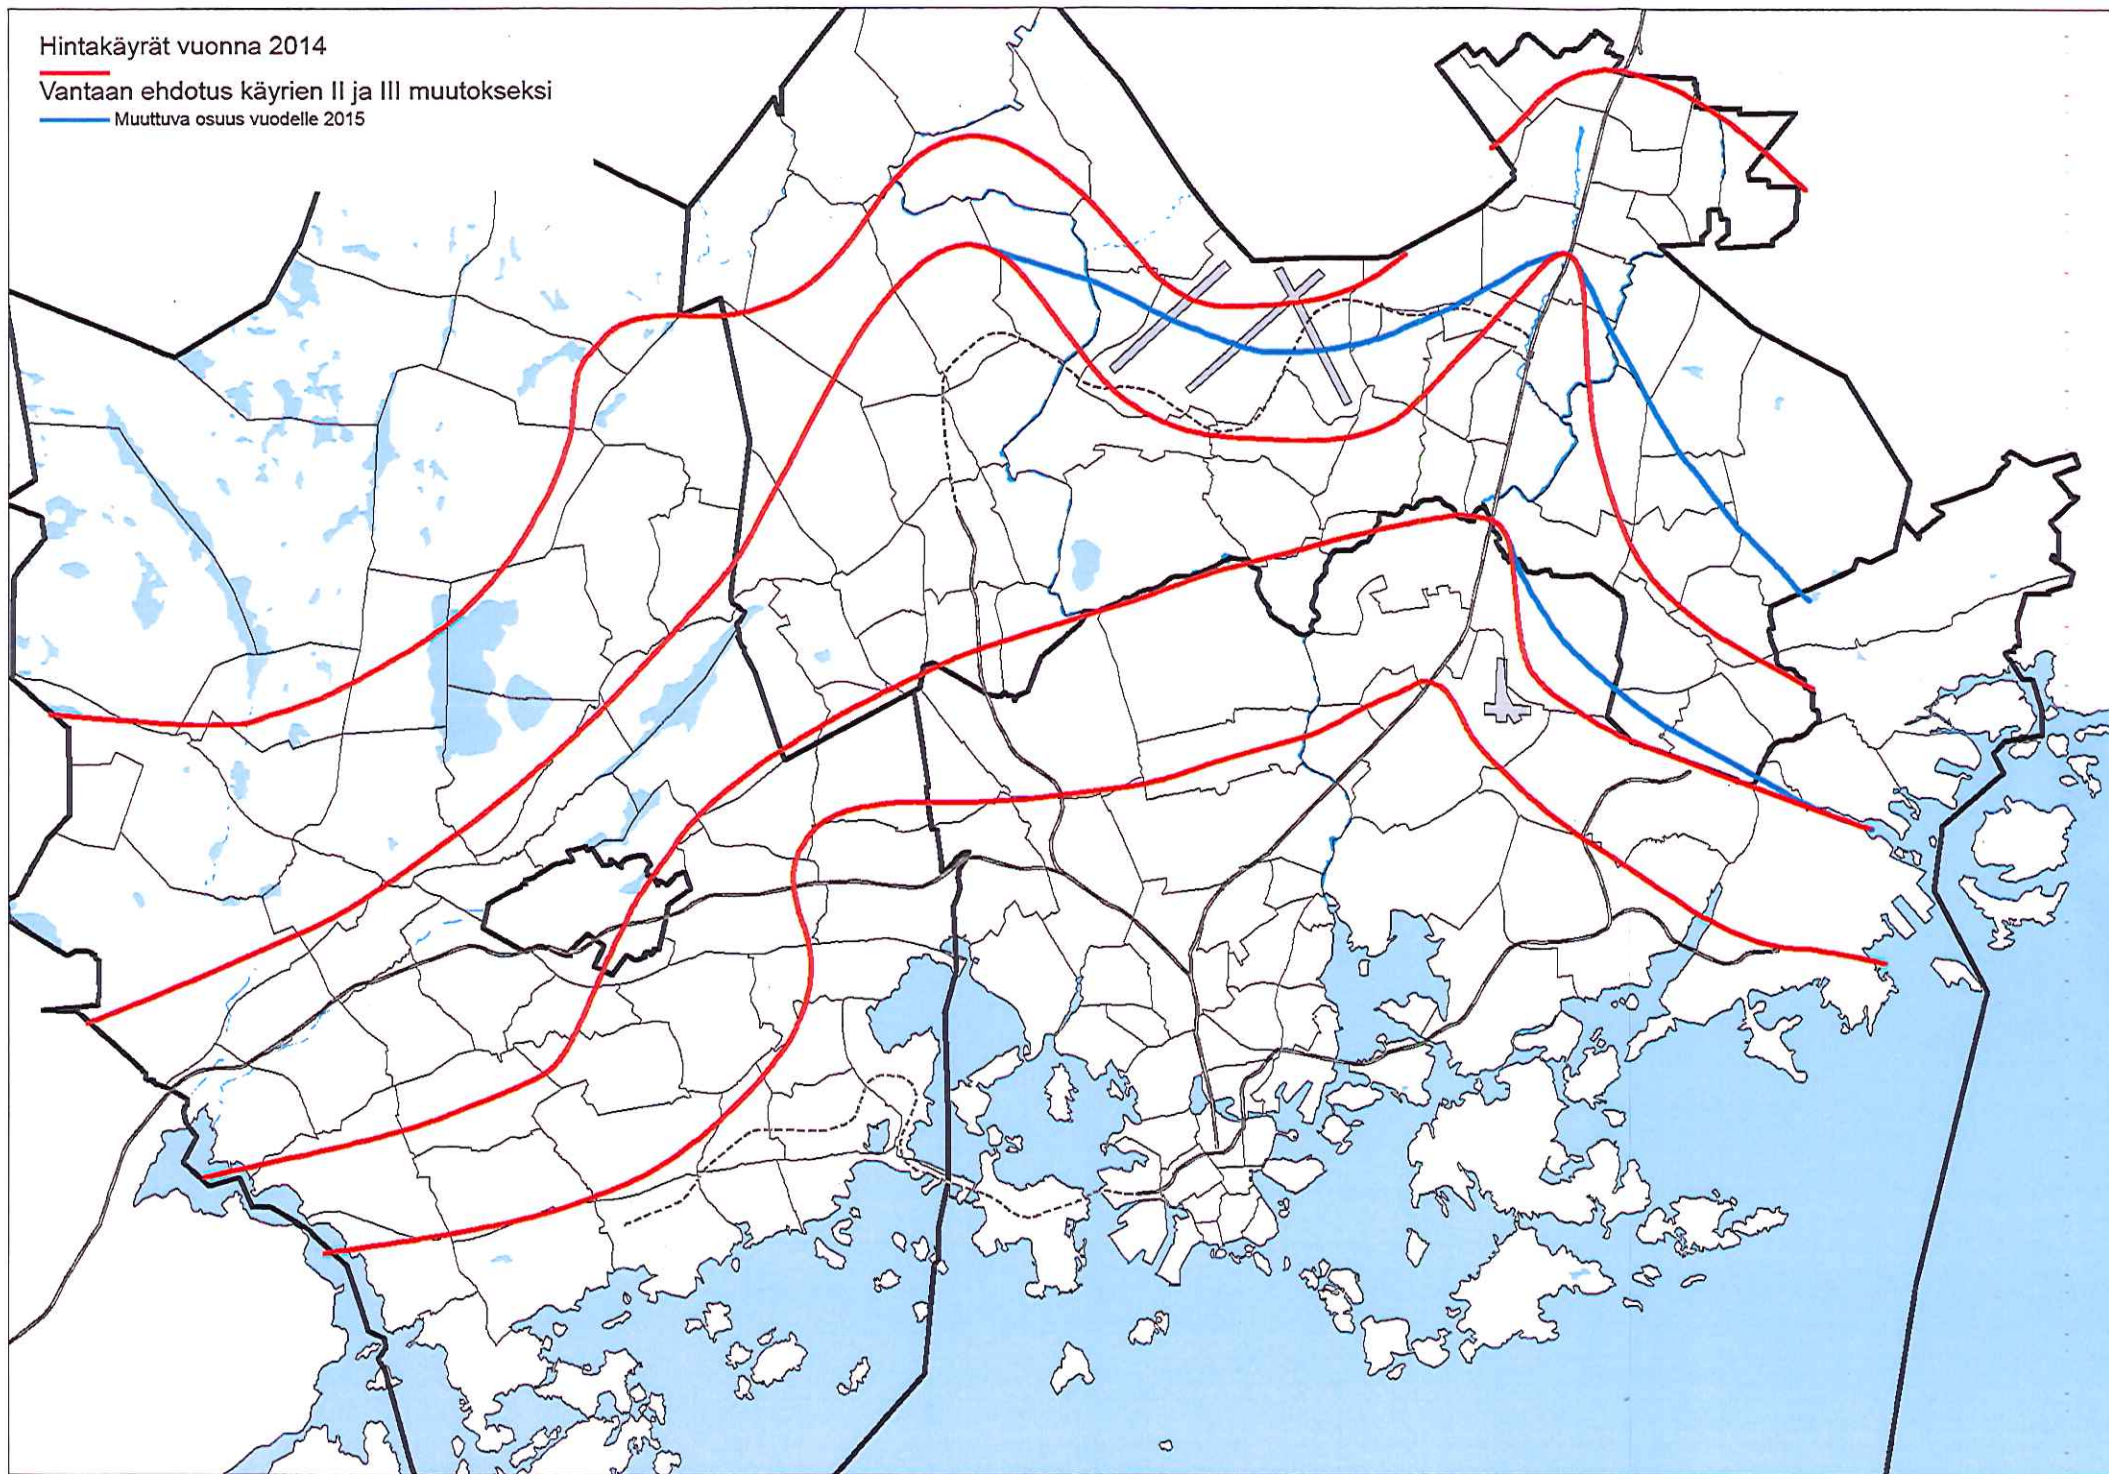 Hintakäyrät vuonna 2014
Vantaan ehdotus käyrien II ja III muutokseksi
Muuttuva osuus vuodelle 2015